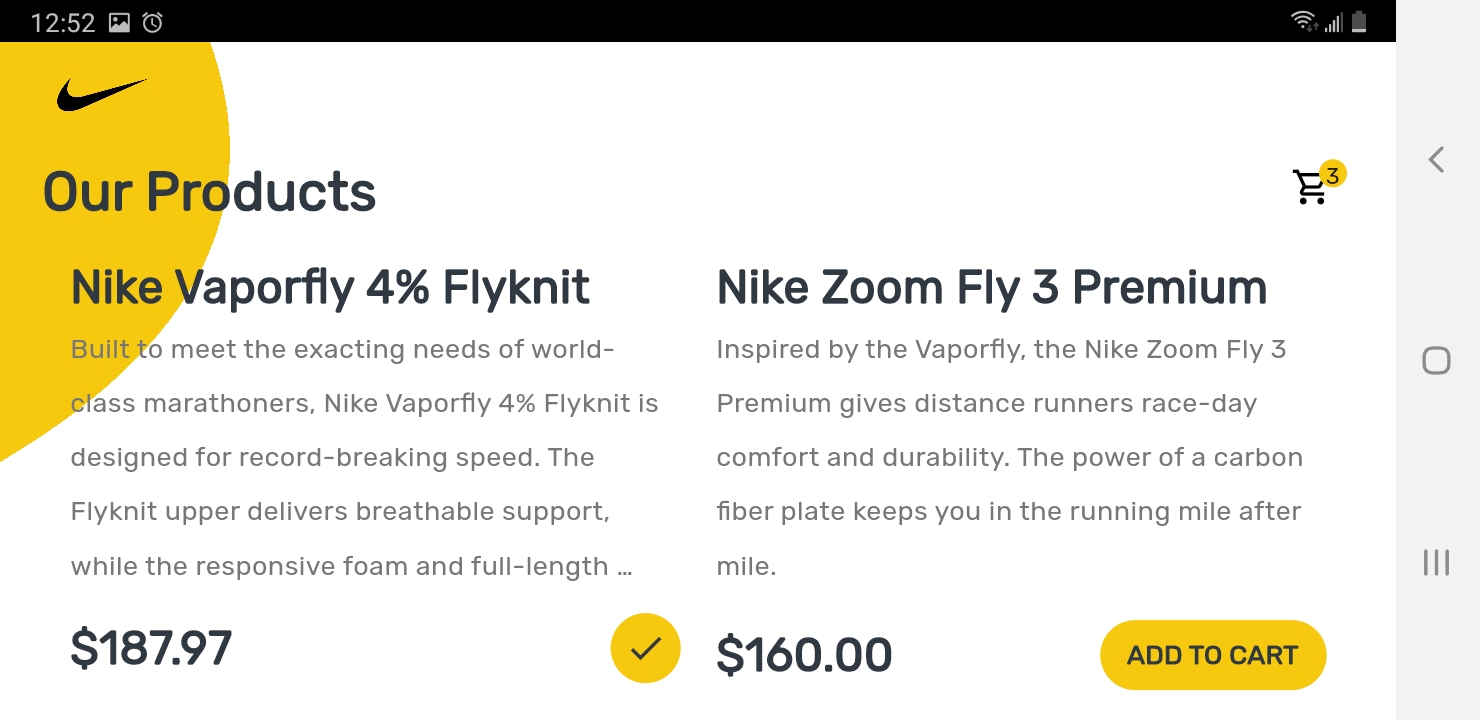 12:52
Our Products
3
Nike Vaporfly 4% Flyknit
Built to meet the exacting needs of world-
class marathoners, Nike Vaporfly 4% Flyknit is
designed for record-breaking speed. The
Flyknit upper delivers breathable support,
while the responsive foam and full-length ...
$187.97
Nike Zoom Fly 3 Premium
Inspired by the Vaporfly, the Nike Zoom Fly 3
Premium gives distance runners race-day
comfort and durability. The power of a carbon
fiber plate keeps you in the running mile after
mile.
$160.00
ADD TO CART